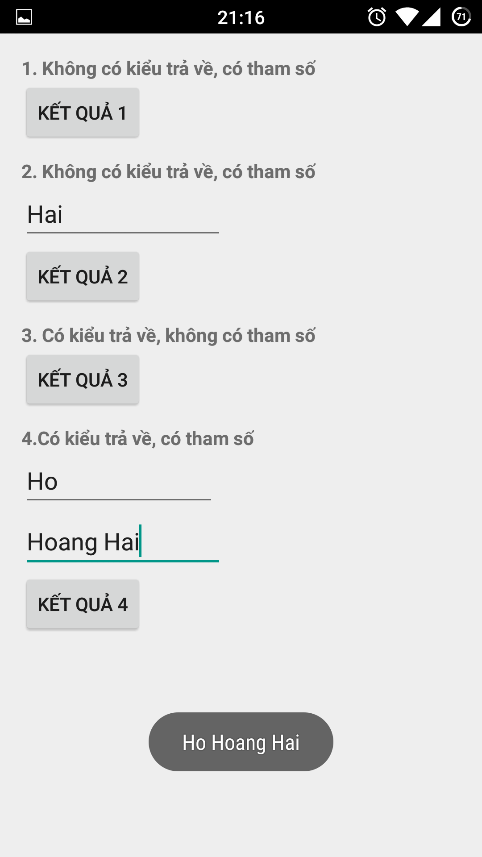 21:16
71
1. Không có kiểu trả về, có tham số
KẾT QUẢ 1
2. Không có kiểu trả về, có tham số
Hai
KẾT QUẢ 2
3. Có kiểu trả về, không có tham số
KẾT QUẢ 3
4.Có kiểu trả về, có tham số
Ho
Hoang Hai
KẾT QUẢ 4
Ho Hoang Hai